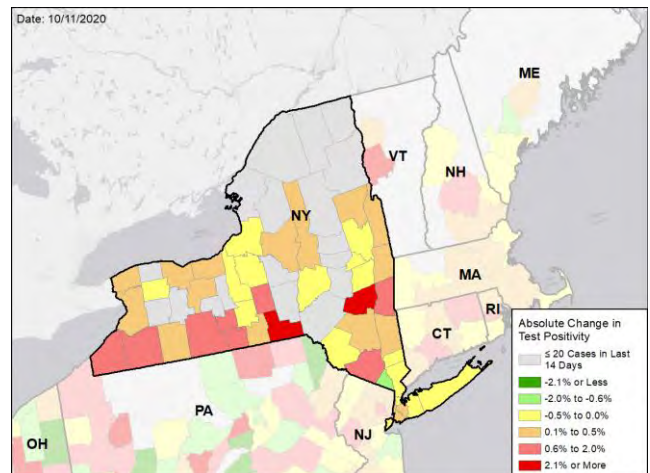 Date: 10/11/2020
ME
VT
NH
NY
MA
CT
RI
PA
NJ
OH
Absolute Change in
Test Positivity
≤ 20 Cases in Last
14 Days
-2.1% or Less
-2.0% to -0.6%
-0.5% to 0.0%
0.1% to 0.5%
0.6% to 2.0%
2.1% or More